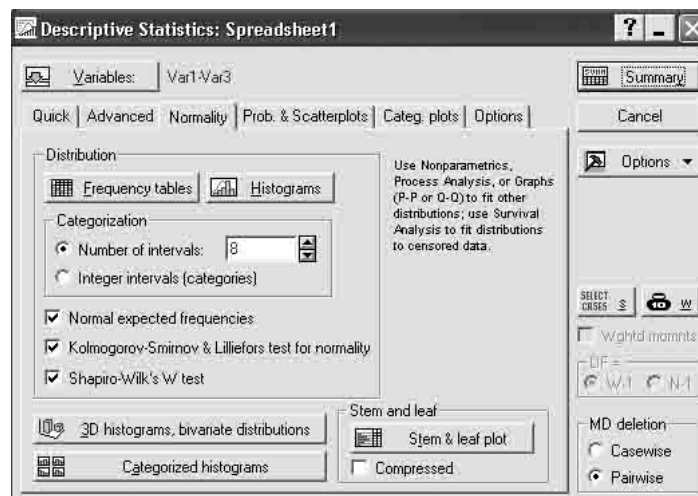 Descriptive Statistics: Spreadsheet1
Variables: Var1-Var3
Summary
Cancel
Options
Quick Advanced Normality Prob. & Scatterplots Categ. plots Options
Distribution
Frequency tables Histograms
Categorization
Number of intervals: 8
Integer intervals (categories)
Normal expected frequencies
Kolmogorov-Smirnov & Lilliefors test for normality
Shapiro-Wilk's W test
Use Nonparametrics,
Process Analysis, or Graphs
(P-P or Q-Q) to fit other
distributions; use Survival
Analysis to fit distributions
to censored data.
3D histograms, bivariate distributions
Categorized histograms
Stem and leaf
Stem & leaf plot
Compressed
SELECT
CASES S W
Wghtd momnts
DF =
W-1 N-1
MD deletion
Casewise
Pairwise